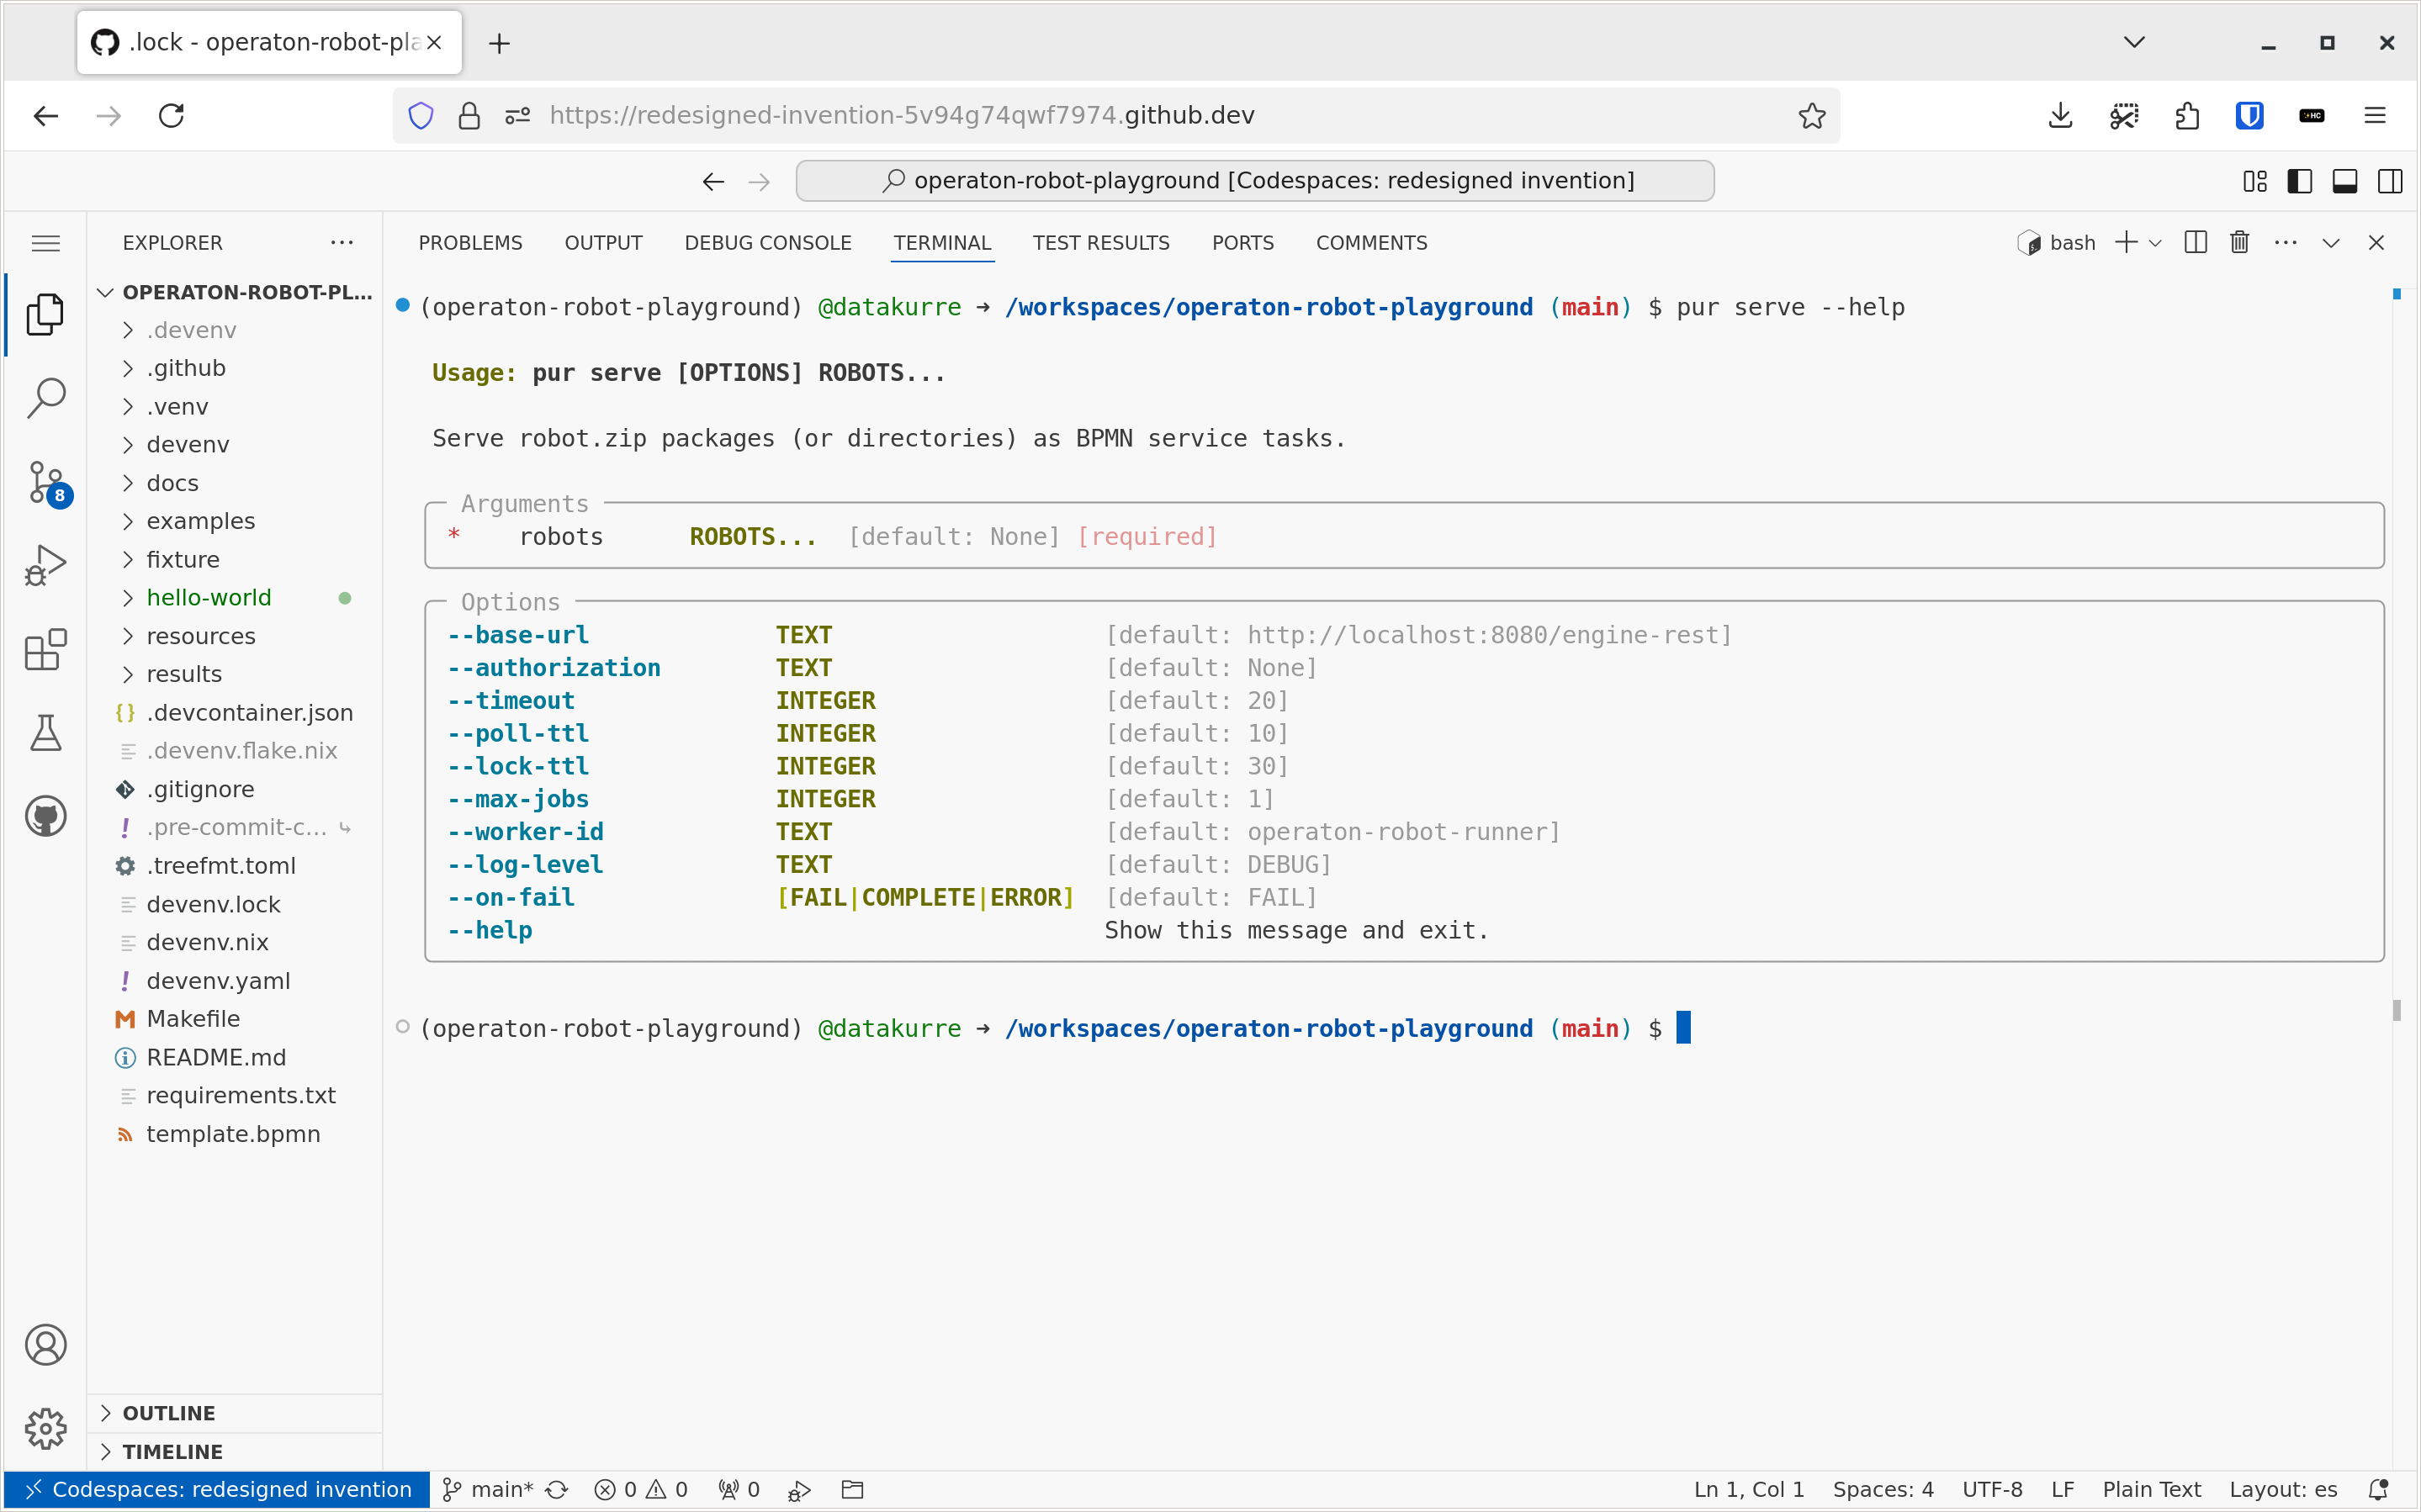 .lock - operaton-robot-pla
https://redesigned-invention-5v94g74qwf7974.github.dev
HC
operaton-robot-playground [Codespaces: redesigned invention]
EXPLORER
PROBLEMS OUTPUT DEBUG CONSOLE TERMINAL TEST RESULTS PORTS COMMENTS
bash
OPERATON-ROBOT-PL...
.devenv
.github
.venv
devenv
docs
examples
fixture
hello-world
resources
results
.devcontainer.json
.devenv.flake.nix
.gitignore
.pre-commit-c...
.treefmt.toml
devenv.lock
devenv.nix
devenv.yaml
Makefile
README.md
requirements.txt
template.bpmn
8
OUTLINE
TIMELINE
(operaton-robot-playground) @datakurre ➜ /workspaces/operaton-robot-playground (main) $ pur serve --help
Usage: pur serve [OPTIONS] ROBOTS...
Serve robot.zip packages (or directories) as BPMN service tasks.
Arguments
* robots ROBOTS... [default: None] [required]
Options
--base-url TEXT [default: http://localhost:8080/engine-rest]
--authorization TEXT [default: None]
--timeout INTEGER [default: 20]
--poll-ttl INTEGER [default: 10]
--lock-ttl INTEGER [default: 30]
--max-jobs INTEGER [default: 1]
--worker-id TEXT [default: operaton-robot-runner]
--log-level TEXT [default: DEBUG]
--on-fail [FAIL|COMPLETE|ERROR] [default: FAIL]
--help Show this message and exit.
(operaton-robot-playground) @datakurre ➜ /workspaces/operaton-robot-playground (main) $
Codespaces: redesigned invention main* 0 0 0 Ln 1, Col 1 Spaces: 4 UTF-8 LF Plain Text Layout: es